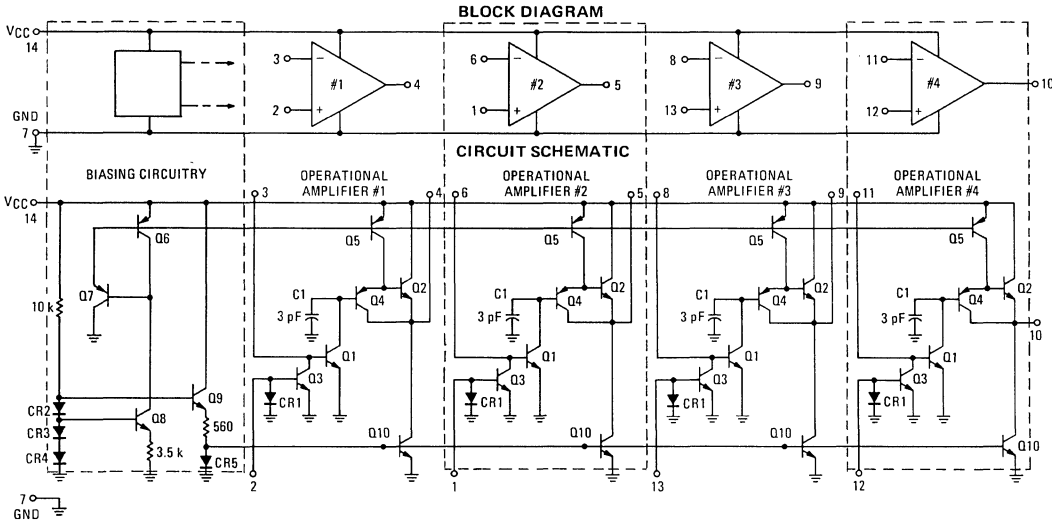 BLOCK DIAGRAM
VCC
14
GND
7
3
−
2
+
#1
4
6
−
1
+
#2
5
8
−
13
+
#3
9
11
−
12
+
#4
10
CIRCUIT SCHEMATIC
BIASING CIRCUITRY
3
OPERATIONAL
AMPLIFIER #1
4
6
OPERATIONAL
AMPLIFIER #2
5
8
OPERATIONAL
AMPLIFIER #3
9
11
OPERATIONAL
AMPLIFIER #4
VCC
14
Q6
Q5
Q5
Q5
Q5
Q7
10 k
C1
3 pF
Q4
Q2
C1
3 pF
Q4
Q2
C1
3 pF
Q4
Q2
C1
3 pF
Q4
Q2
10
Q1
Q3
CR1
Q1
Q3
CR1
Q1
Q3
CR1
Q1
Q3
CR1
CR2
CR3
CR4
Q8
3.5 k
Q9
560
CR5
Q10
Q10
Q10
Q10
2
1
13
12
7
GND